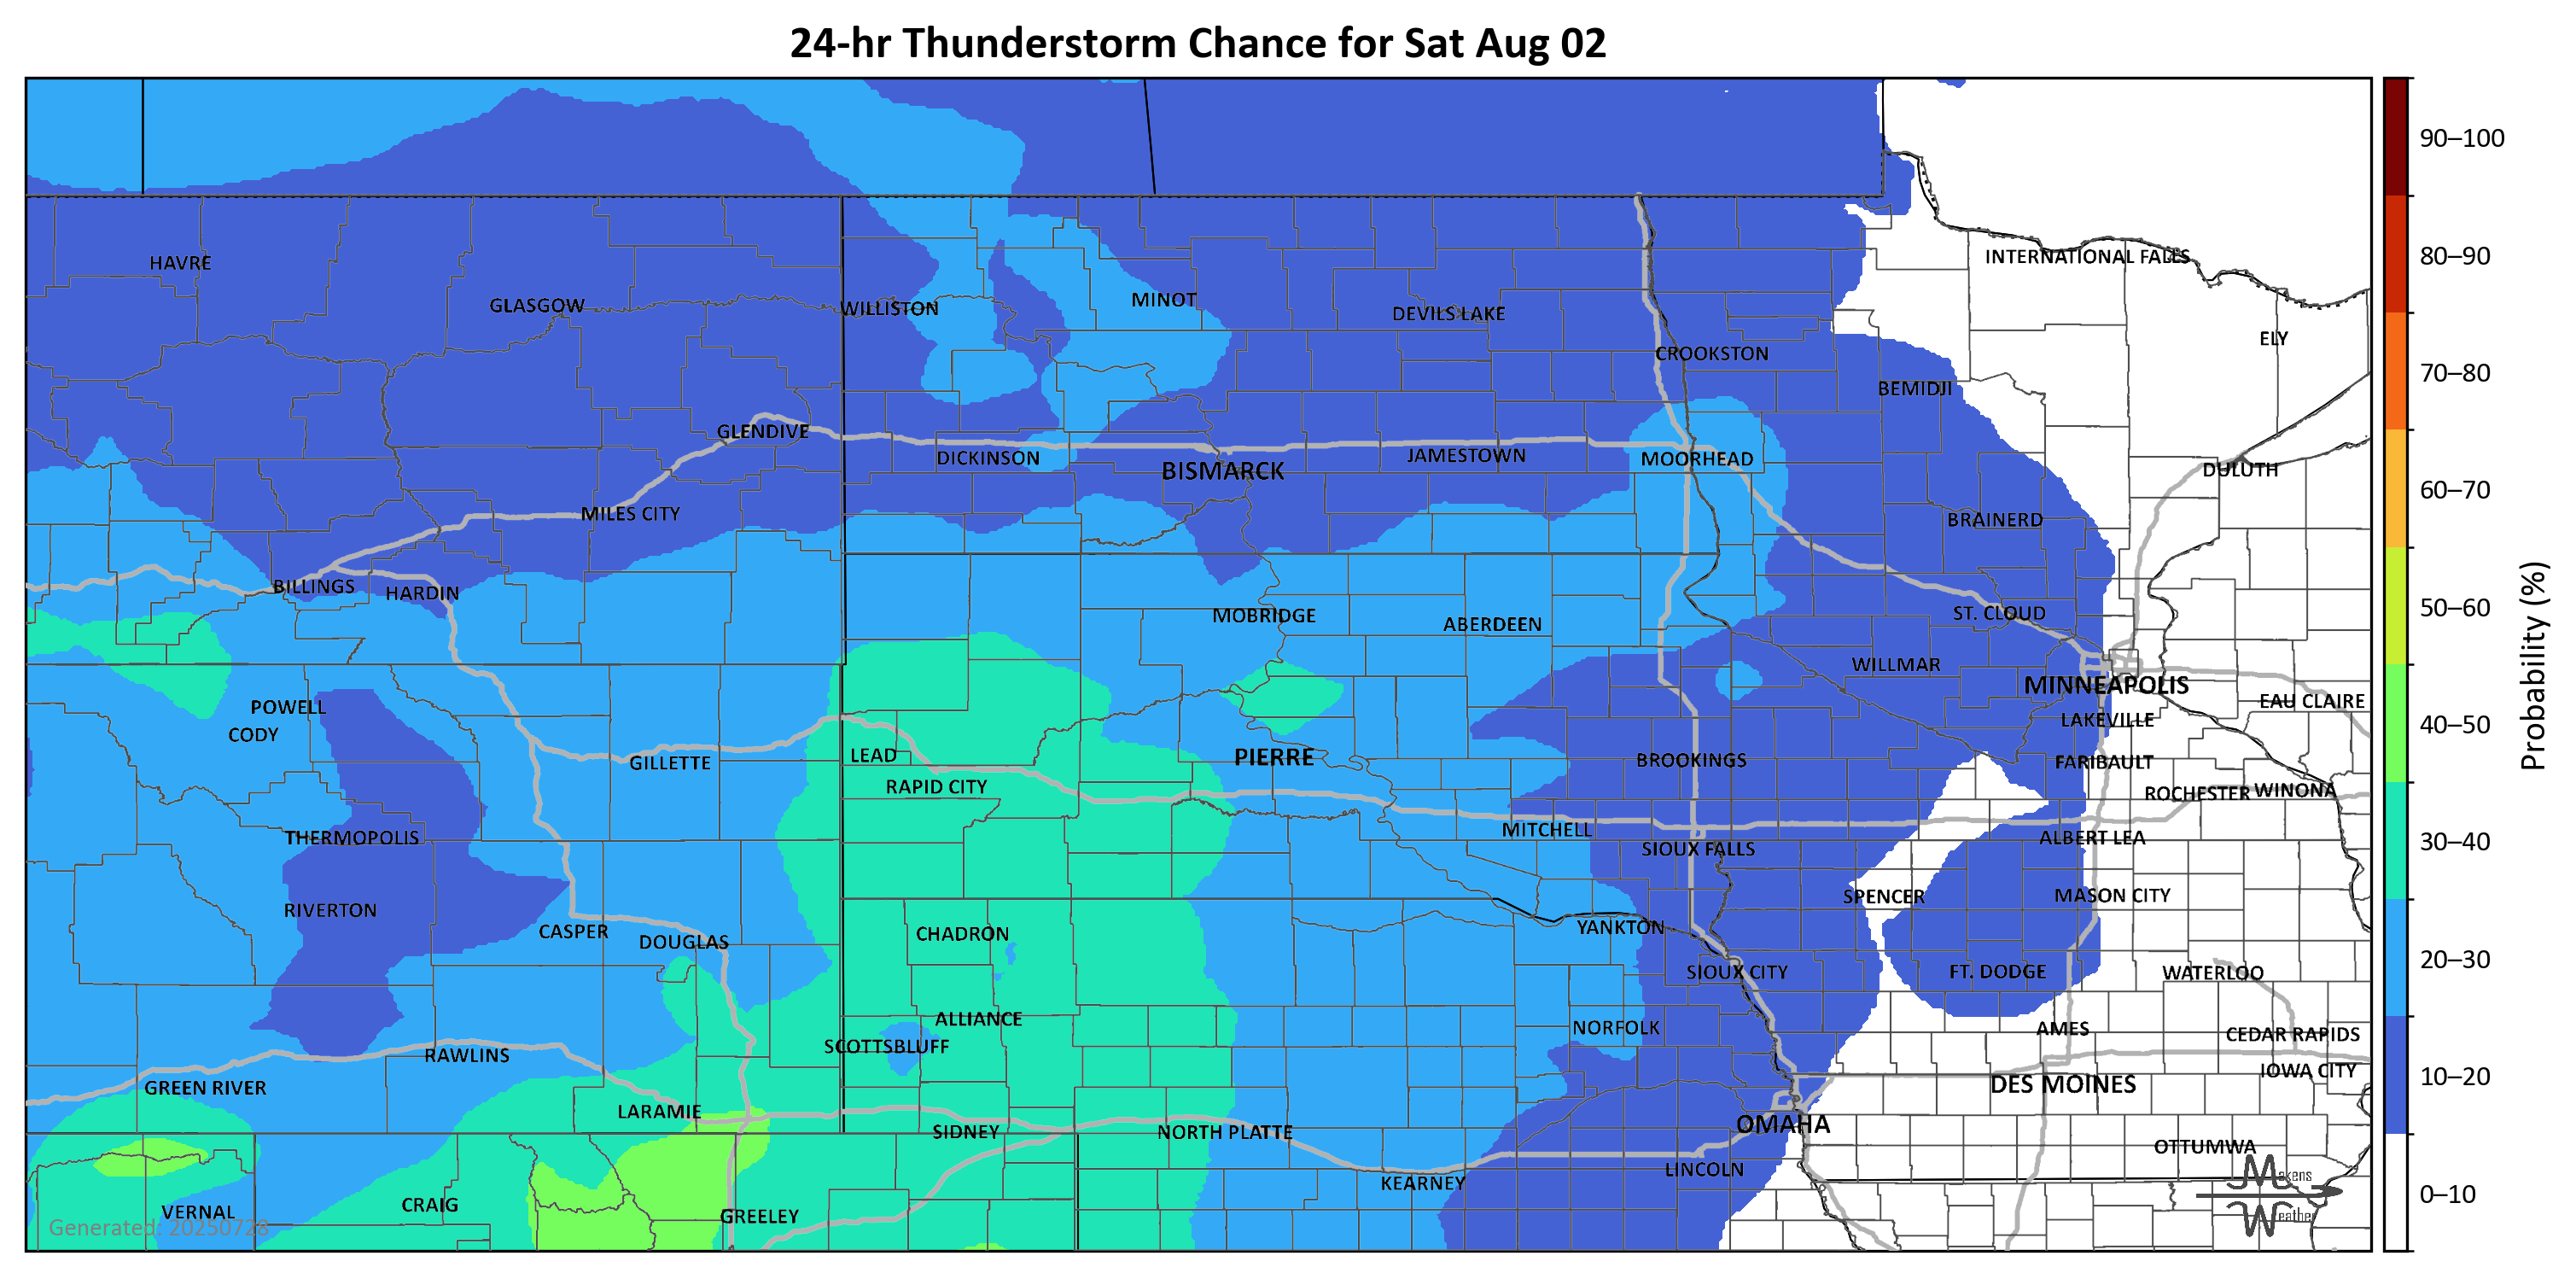 24-hr Thunderstorm Chance for Sat Aug 02
90–100
INTERNATIONAL FALLS
80–90
HAVRE
GLASGOW
WILLISTON
MINOT
DEVILS LAKE
ELY
CROOKSTON
70–80
BEMIDJI
GLENDIVE
DICKINSON
BISMARCK
JAMESTOWN
MOORHEAD
DULUTH
60–70
MILES CITY
BRAINERD
BILLINGS
HARDIN
50–60
MOBRIDGE
ABERDEEN
ST. CLOUD
WILLMAR
MINNEAPOLIS
Probability (%)
POWELL
EAU CLAIRE
CODY
LAKEVILLE
40–50
GILLETTE
LEAD
PIERRE
BROOKINGS
FARIBAULT
RAPID CITY
ROCHESTER
WINONA
THERMOPOLIS
MITCHELL
ALBERT LEA
30–40
SIOUX FALLS
RIVERTON
SPENCER
MASON CITY
CASPER
DOUGLAS
CHADRON
YANKTON
20–30
SIOUX CITY
FT. DODGE
WATERLOO
ALLIANCE
NORFOLK
AMES
CEDAR RAPIDS
RAWLINS
SCOTTSBLUFF
IOWA CITY
10–20
GREEN RIVER
DES MOINES
LARAMIE
OMAHA
SIDNEY
NORTH PLATTE
OTTUMWA
LINCOLN
KEARNEY
Makens
0–10
VERNAL
CRAIG
GREELEY
Weather
Generated: 20250728